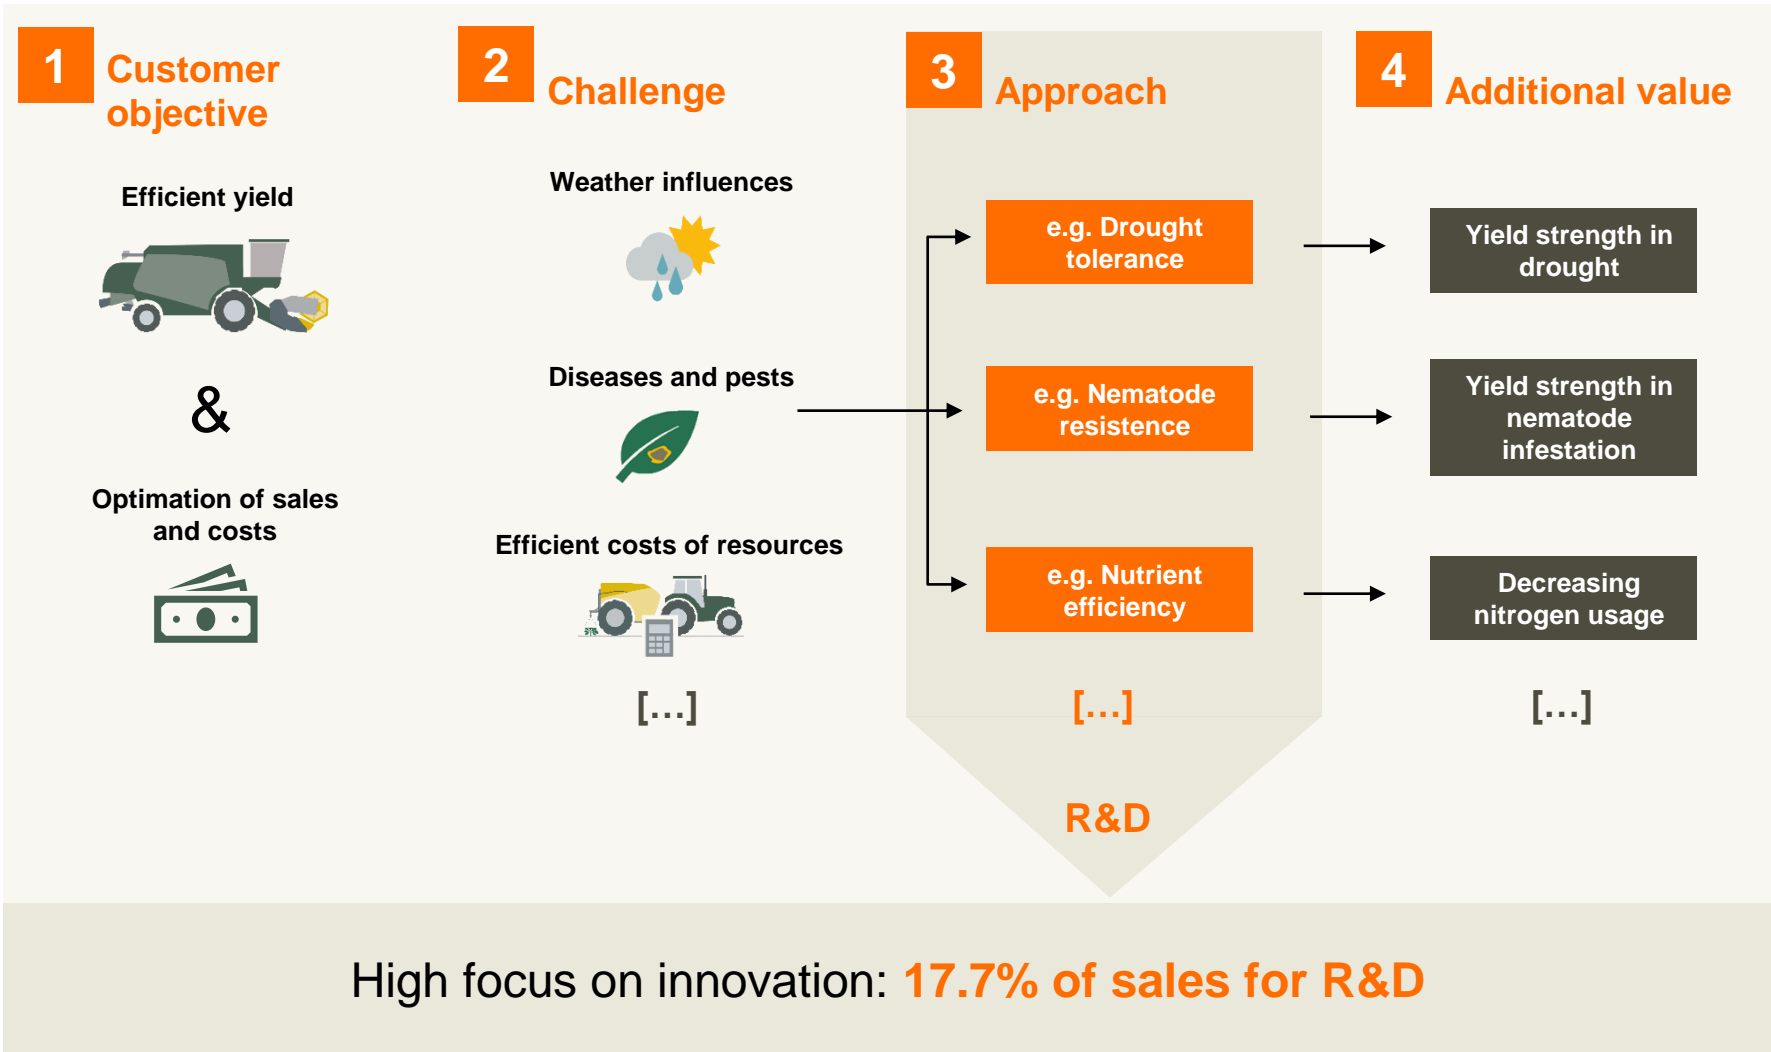 1
Customer
objective
Efficient yield
&
Optimation of sales
and costs
2
Challenge
Weather influences
Diseases and pests
Efficient costs of resources
[…]
3
Approach
e.g. Drought
tolerance
e.g. Nematode
resistence
e.g. Nutrient
efficiency
[…]
R&D
4
Additional value
Yield strength in
drought
Yield strength in
nematode
infestation
Decreasing
nitrogen usage
[…]
High focus on innovation: 17.7% of sales for R&D